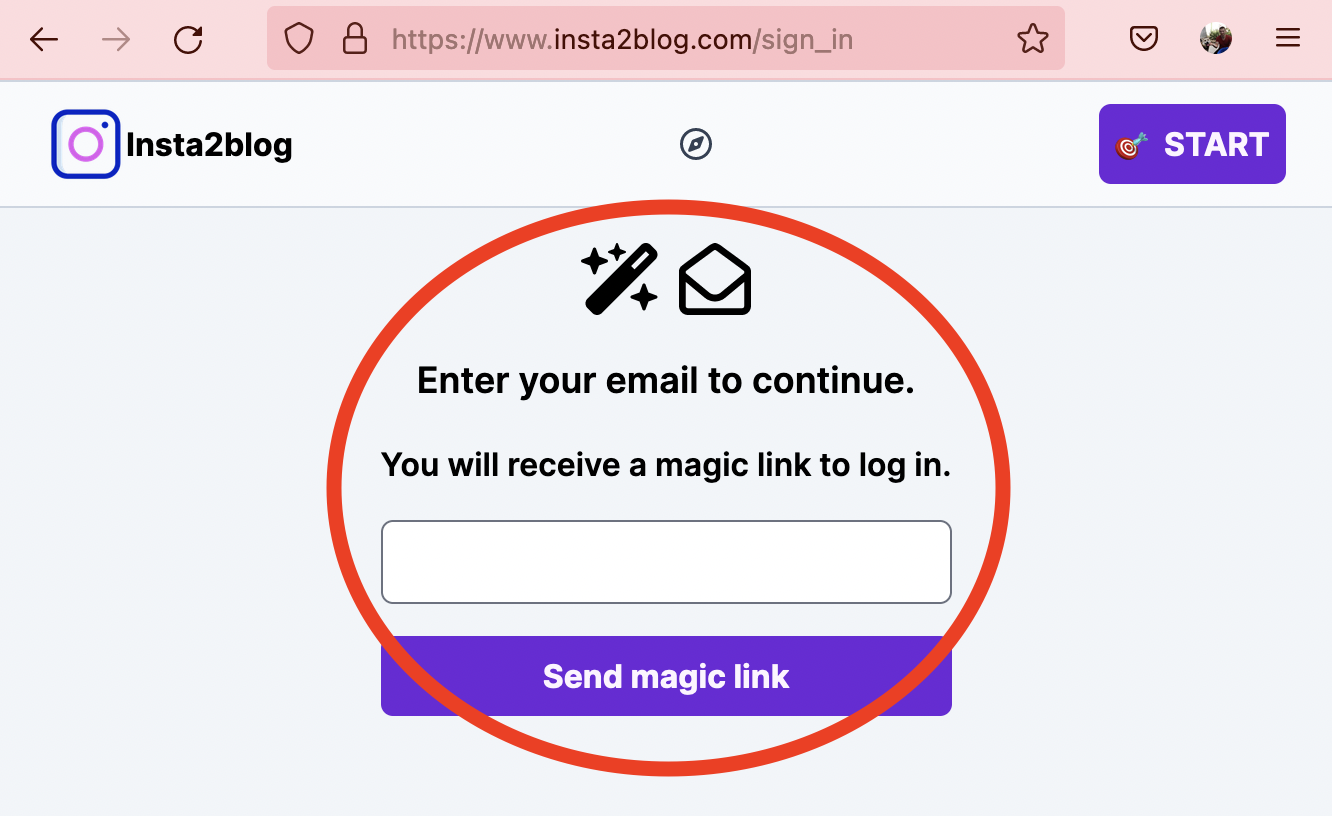 https://www.insta2blog.com/sign_in
Insta2blog
START
Enter your email to continue.
You will receive a magic link to log in.
Send magic link